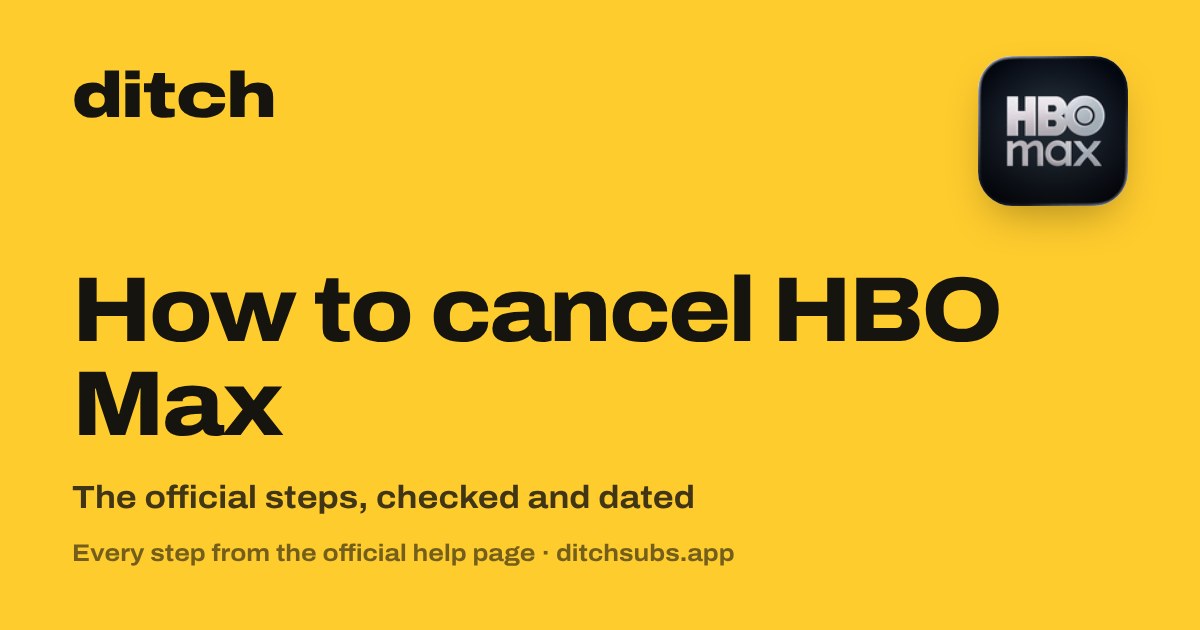 ditch
HBO
max
How to cancel HBO
Max
The official steps, checked and dated
Every step from the official help page · ditchsubs.app